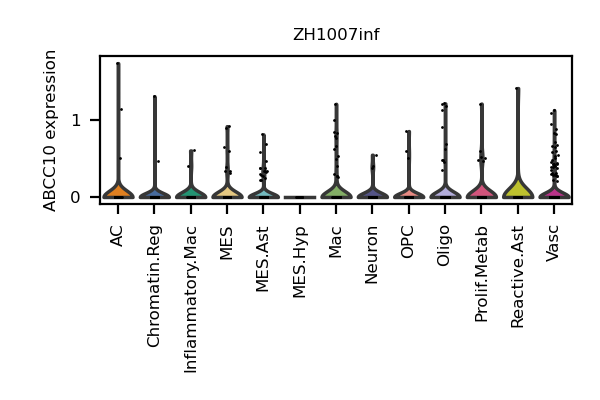 ZH1007inf
ABCC10 expression
1
0
AC
Chromatin.Reg
Inflammatory.Mac
MES
MES.Ast
MES.Hyp
Mac
Neuron
OPC
Oligo
Prolif.Metab
Reactive.Ast
Vasc